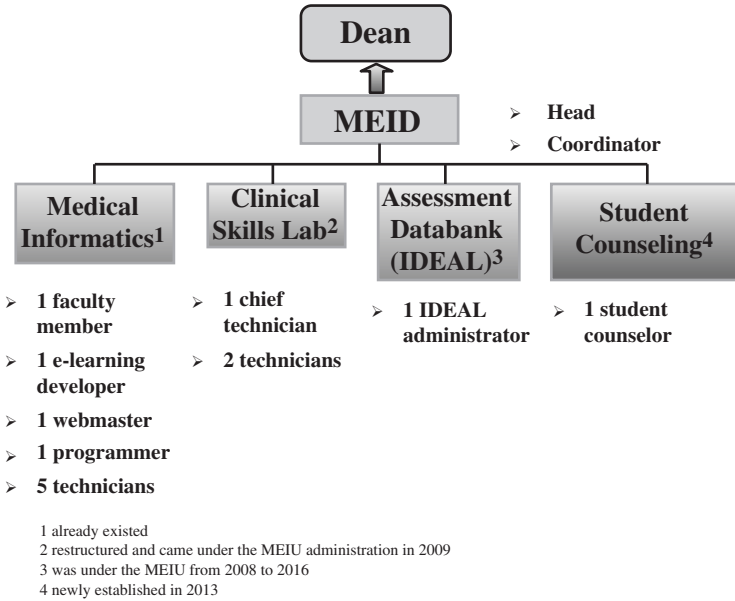 Dean
MEID
➢ Head
➢ Coordinator
Medical
Informatics1
Clinical
Skills Lab2
Assessment
Databank
(IDEAL)3
Student
Counseling4
➢ 1 faculty
member
➢ 1 e-learning
developer
➢ 1 webmaster
➢ 1 programmer
➢ 5 technicians
➢ 1 chief
technician
➢ 2 technicians
➢ 1 IDEAL
administrator
➢ 1 student
counselor
1 already existed
2 restructured and came under the MEIU administration in 2009
3 was under the MEIU from 2008 to 2016
4 newly established in 2013